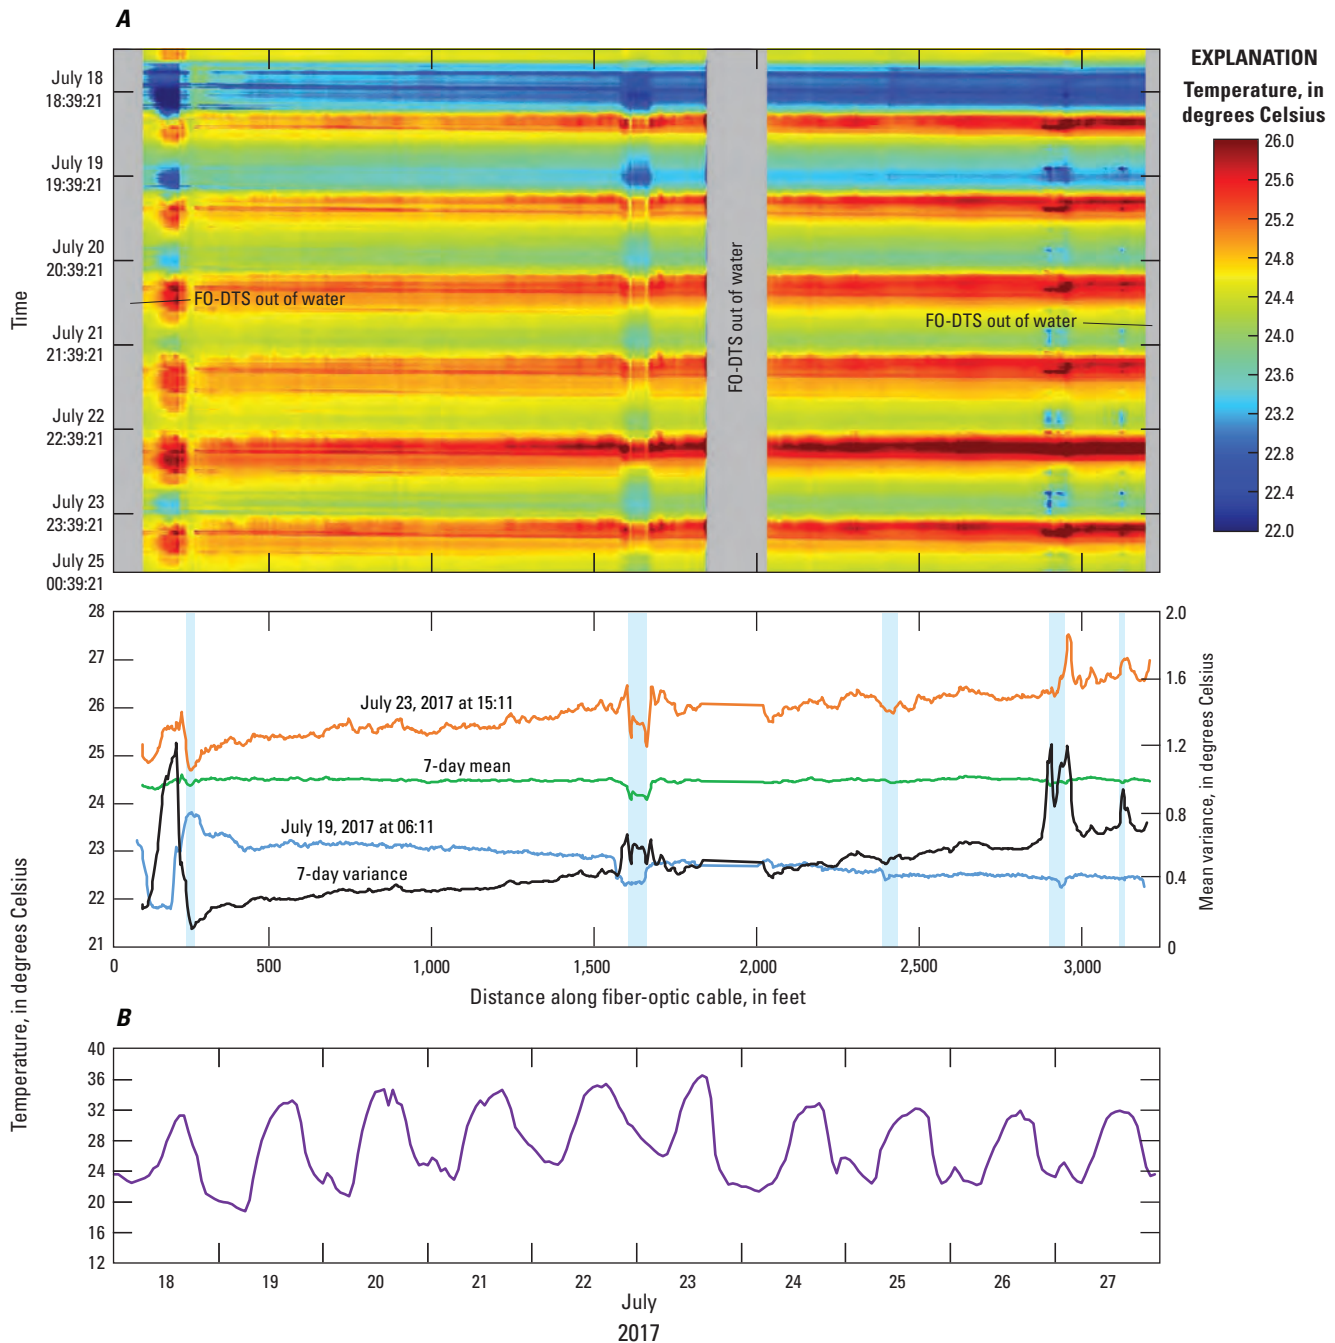 A
EXPLANATION
Temperature, in
degrees Celsius
26.0
25.6
25.2
24.8
24.4
24.0
23.6
23.2
22.8
22.4
22.0
Time
July 18
18:39:21
July 19
19:39:21
July 20
20:39:21
July 21
21:39:21
July 22
22:39:21
July 23
23:39:21
July 25
00:39:21
FO-DTS out of water
FO-DTS out of water
FO-DTS out of water
28
27
26
25
24
23
22
21
2.0
1.6
1.2
0.8
0.4
0
Mean variance, in degrees Celsius
July 23, 2017 at 15:11
7-day mean
July 19, 2017 at 06:11
7-day variance
0
500
1,000
1,500
2,000
2,500
3,000
Distance along fiber-optic cable, in feet
Temperature, in degrees Celsius
B
40
36
32
28
24
20
16
12
18
19
20
21
22
23
24
25
26
27
July
2017